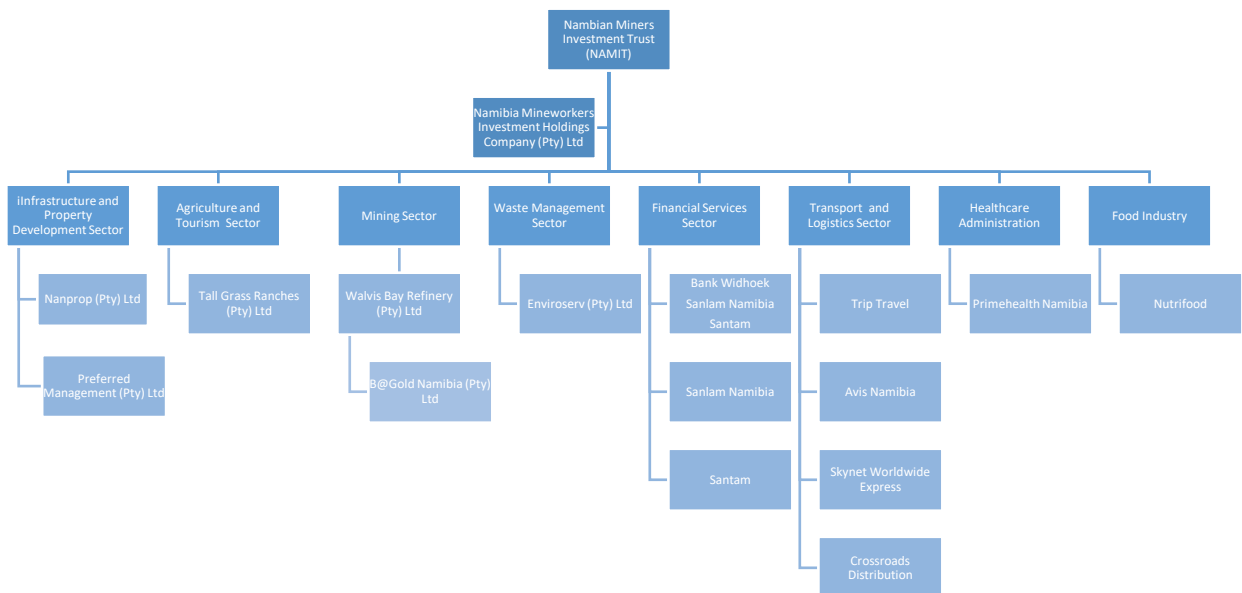 Nambian Miners
Investment Trust
(NAMIT)
Namibia Mineworkers
Investment Holdings
Company (Pty) Ltd
iInfrastructure and
Property
Development Sector
Agriculture and
Tourism Sector
Mining Sector
Waste Management
Sector
Financial Services
Sector
Transport and
Logistics Sector
Healthcare
Administration
Food Industry
Nanprop (Pty) Ltd
Tall Grass Ranches
(Pty) Ltd
Walvis Bay Refinery
(Pty) Ltd
Enviroserv (Pty) Ltd
Bank Widhoek
Sanlam Namibia
Santam
Trip Travel
Primehealth Namibia
Nutrifood
Preferred
Management (Pty) Ltd
B@Gold Namibia (Pty)
Ltd
Sanlam Namibia
Avis Namibia
Santam
Skynet Worldwide
Express
Crossroads
Distribution